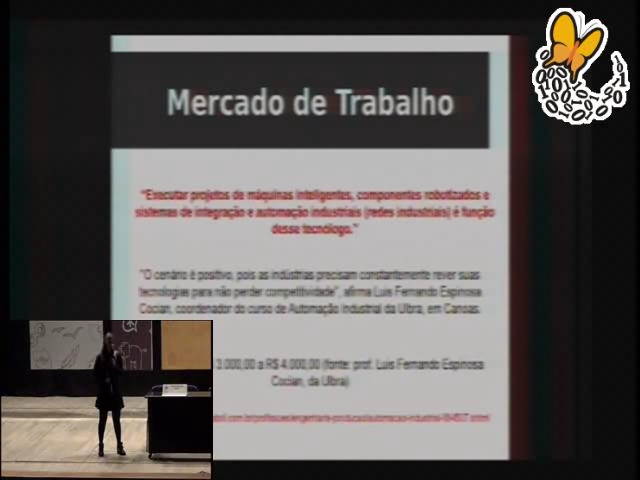 Mercado de Trabalho
"Executar projetos de máquinas inteligentes, componentes robotizados e
sistemas de integração e automação industriais (redes industriais) é função
desse tecnólogo."
"O cenário é positivo, pois as indústrias precisam constantemente rever suas
tecnologias para não perder competitividade", afirma Luis Fernando Espinosa
Cocian, coordenador do curso de Automação Industrial da Ulbra, em Canoas.
3.000,00 a R$ 4.000,00 (fonte: prof. Luis Fernando Espinosa
Cocian, da Ulbra)